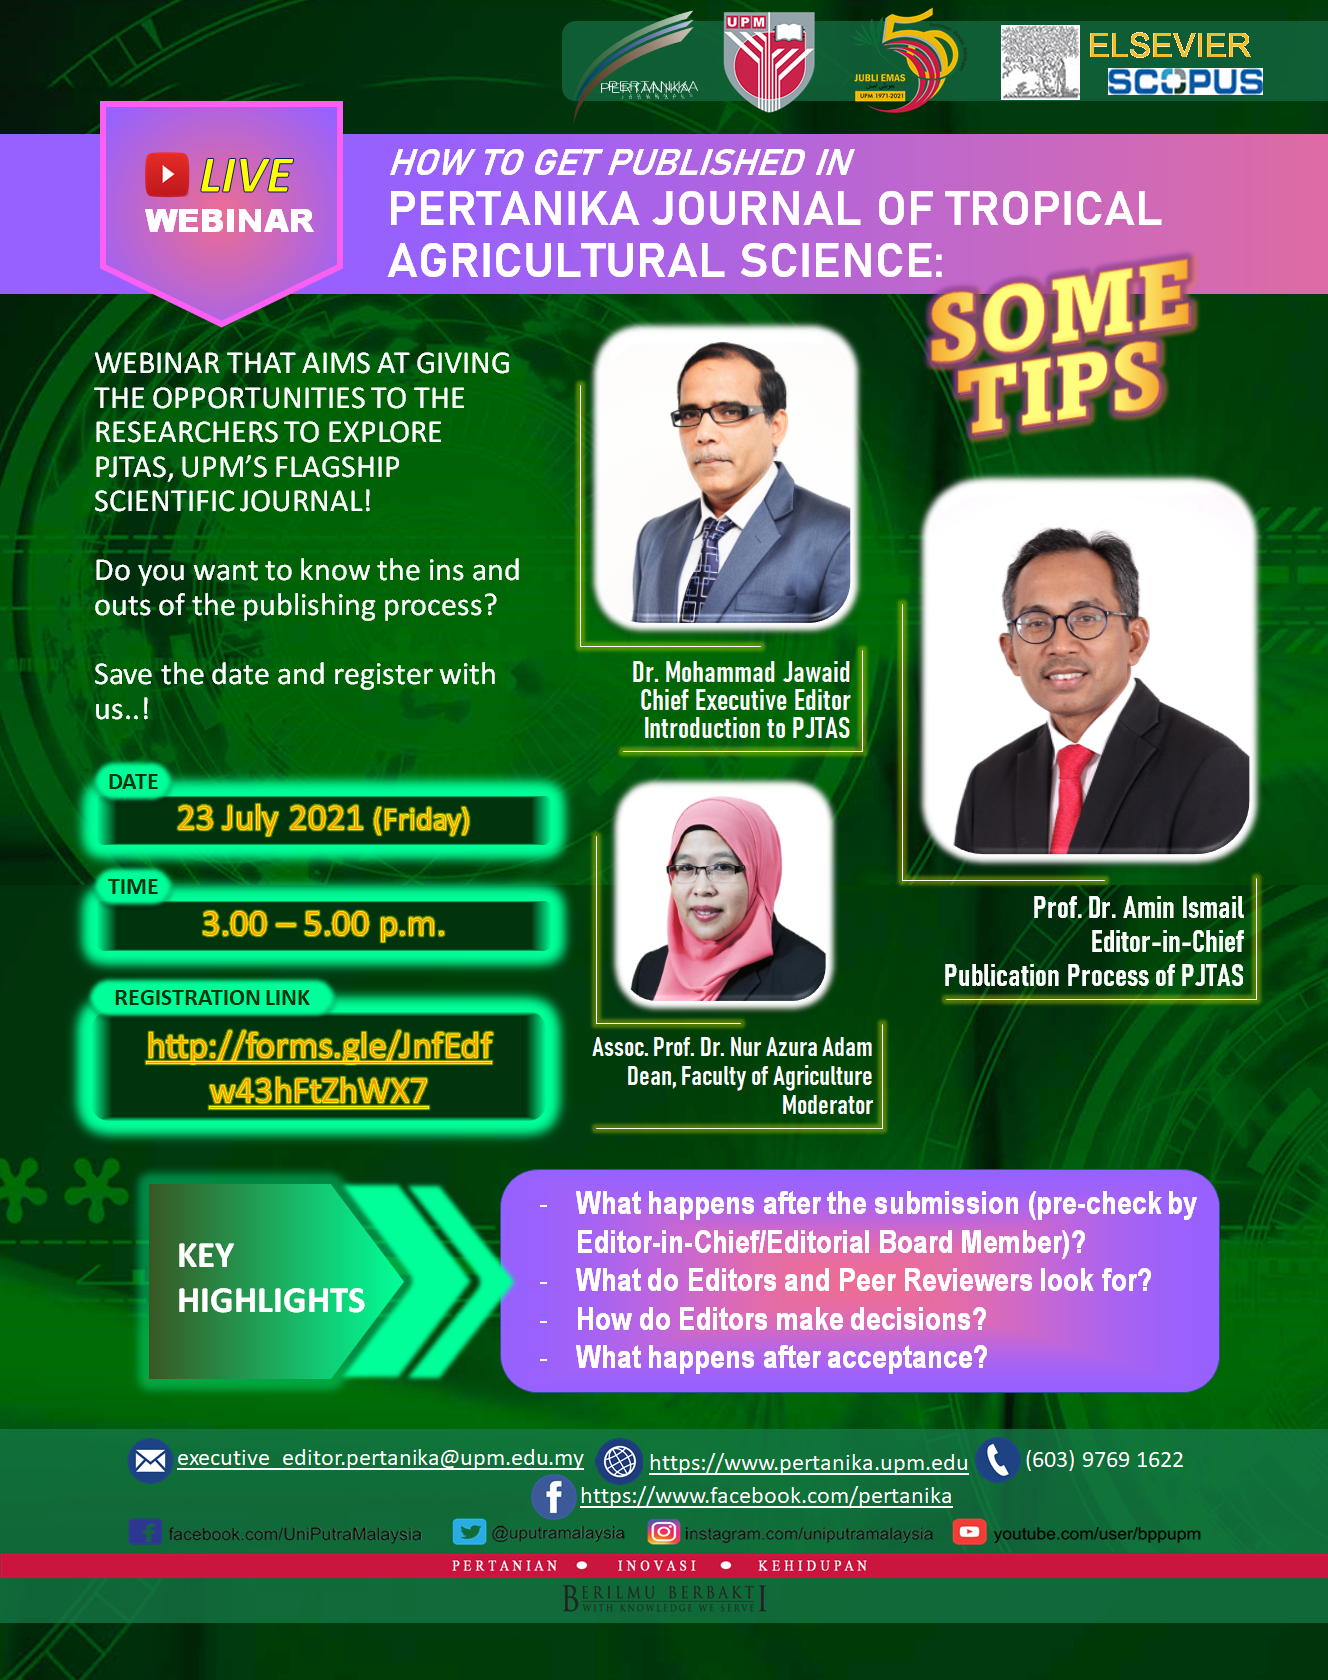 PERTANIKA
JOURNALS
UPM
50
JUBLI EMAS
UPM 1971-2021
ELSEVIER
SCOPUS
LIVE
WEBINAR
HOW TO GET PUBLISHED IN
PERTANIKA JOURNAL OF TROPICAL
AGRICULTURAL SCIENCE:
SOME
TIPS
WEBINAR THAT AIMS AT GIVING
THE OPPORTUNITIES TO THE
RESEARCHERS TO EXPLORE
PJTAS, UPM'S FLAGSHIP
SCIENTIFIC JOURNAL!
Do you want to know the ins and
outs of the publishing process?
Save the date and register with
us..!
DATE
23 July 2021 (Friday)
TIME
3.00 – 5.00 p.m.
REGISTRATION LINK
http://forms.gle/JnfEdf
w43hFtZhWX7
Dr. Mohammad Jawaid
Chief Executive Editor
Introduction to PJTAS
Prof. Dr. Amin Ismail
Editor-in-Chief
Publication Process of PJTAS
Assoc. Prof. Dr. Nur Azura Adam
Dean, Faculty of Agriculture
Moderator
KEY
HIGHLIGHTS
- What happens after the submission (pre-check by
Editor-in-Chief/Editorial Board Member)?
- What do Editors and Peer Reviewers look for?
- How do Editors make decisions?
- What happens after acceptance?
executive_editor.pertanika@upm.edu.my
https://www.pertanika.upm.edu
(603) 9769 1622
https://www.facebook.com/pertanika
facebook.com/UniPutraMalaysia
@uputramalaysia
instagram.com/uniputramalaysia
youtube.com/user/bppupm
PERTANIAN • INOVASI • KEHIDUPAN
BERILMU BERBAKTI
WITH KNOWLEDGE WE SERVE